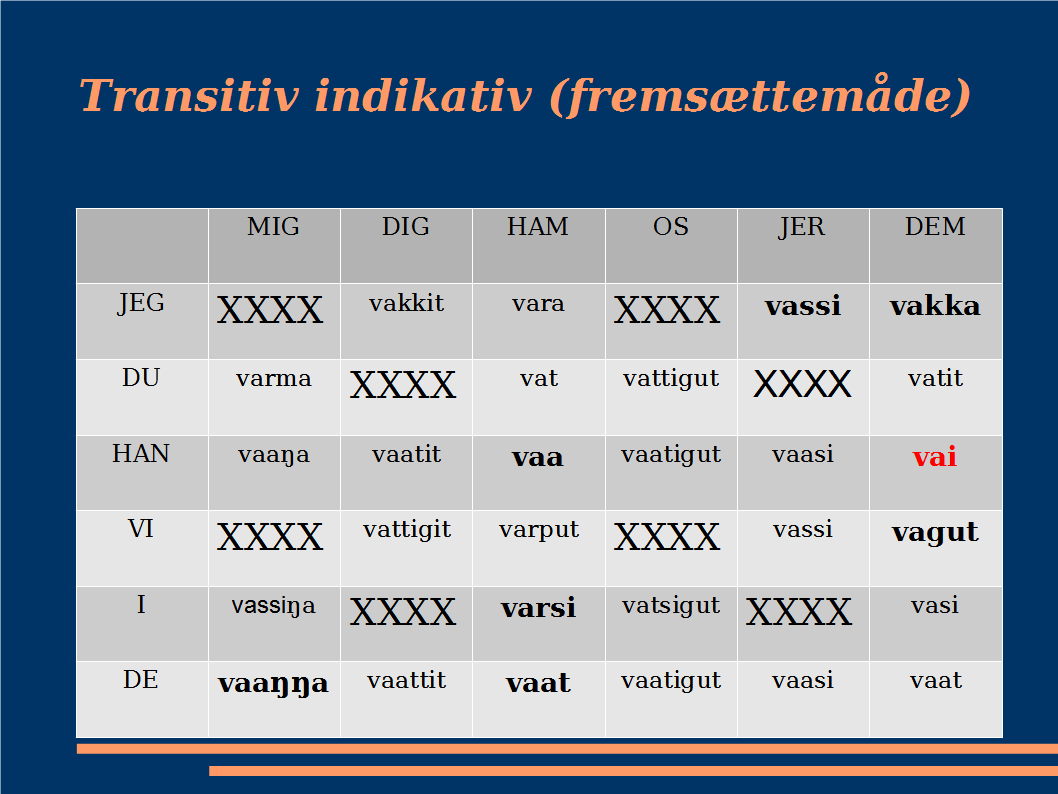 Transitiv indikativ (fremsættemåde)
MIG DIG HAM OS JER DEM
JEG XXXX vakkit vara XXXX vassi vakka
DU varma XXXX vat vattigut XXXX vatit
HAN vaaŋa vaatit vaa vaatigut vaasi vai
VI XXXX vattigit varput XXXX vassi vagut
I vassiŋa XXXX varsi vatsigut XXXX vasi
DE vaaŋŋa vaattit vaat vaatigut vaasi vaat